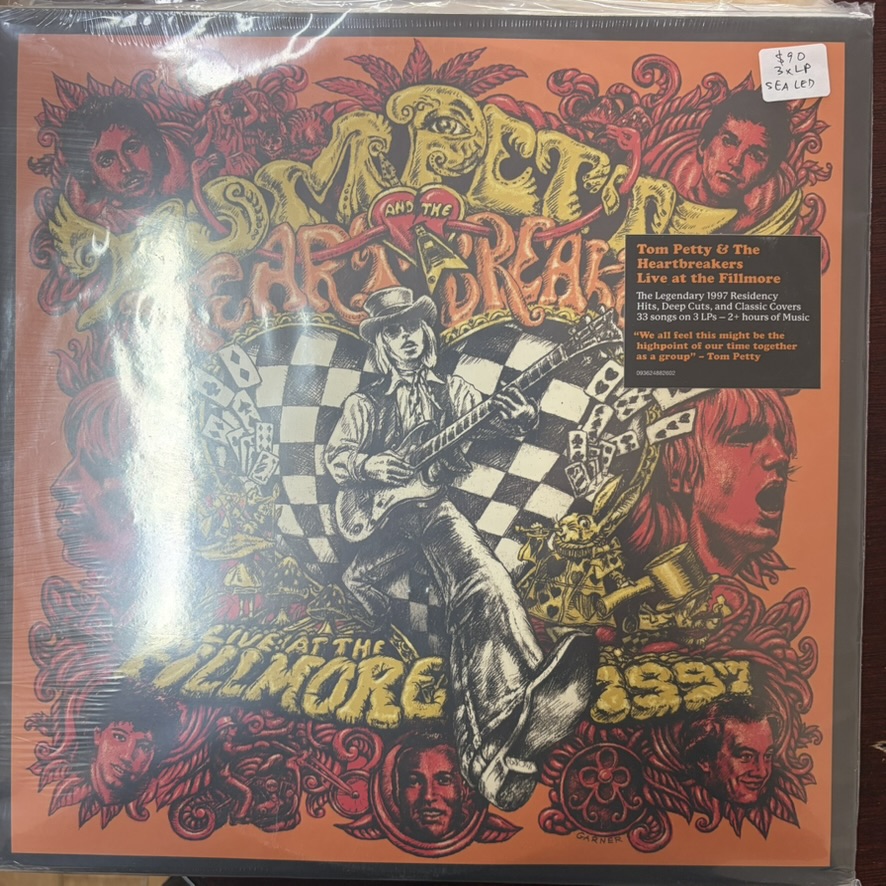 $90
3xLP
SEALED
TOM PETTY
AND THE
HEARTBREAK
Tom Petty & The
Heartbreakers
Live at the Fillmore
The Legendary 1997 Residency
Hits, Deep Cuts, and Classic Covers
33 songs on 3 LPs – 2+ hours of Music
"We all feel this might be the
highpoint of our time together
as a group" – Tom Petty
093624882602
LIVE AT THE
FILLMORE 1997
GARNER